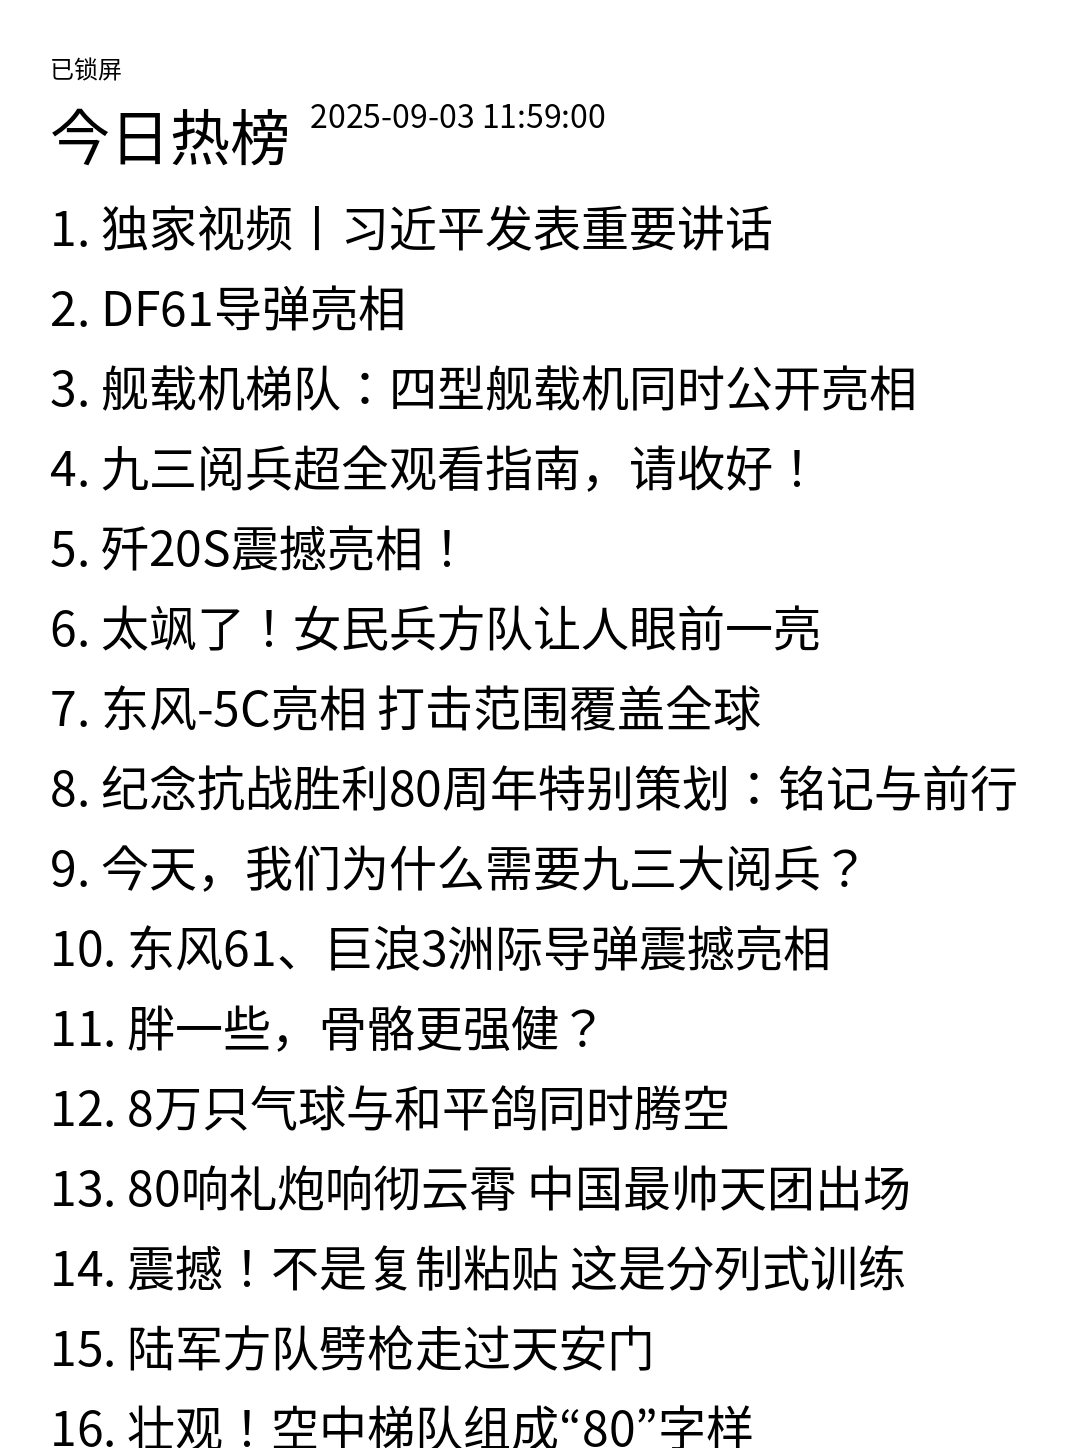 已锁屏
今日热榜 2025-09-03 11:59:00
1. 独家视频丨习近平发表重要讲话
2. DF61导弹亮相
3. 舰载机梯队：四型舰载机同时公开亮相
4. 九三阅兵超全观看指南，请收好！
5. 歼20S震撼亮相！
6. 太飒了！女民兵方队让人眼前一亮
7. 东风-5C亮相 打击范围覆盖全球
8. 纪念抗战胜利80周年特别策划：铭记与前行
9. 今天，我们为什么需要九三大阅兵？
10. 东风61、巨浪3洲际导弹震撼亮相
11. 胖一些，骨骼更强健？
12. 8万只气球与和平鸽同时腾空
13. 80响礼炮响彻云霄 中国最帅天团出场
14. 震撼！不是复制粘贴 这是分列式训练
15. 陆军方队劈枪走过天安门
16. 壮观！空中梯队组成“80”字样